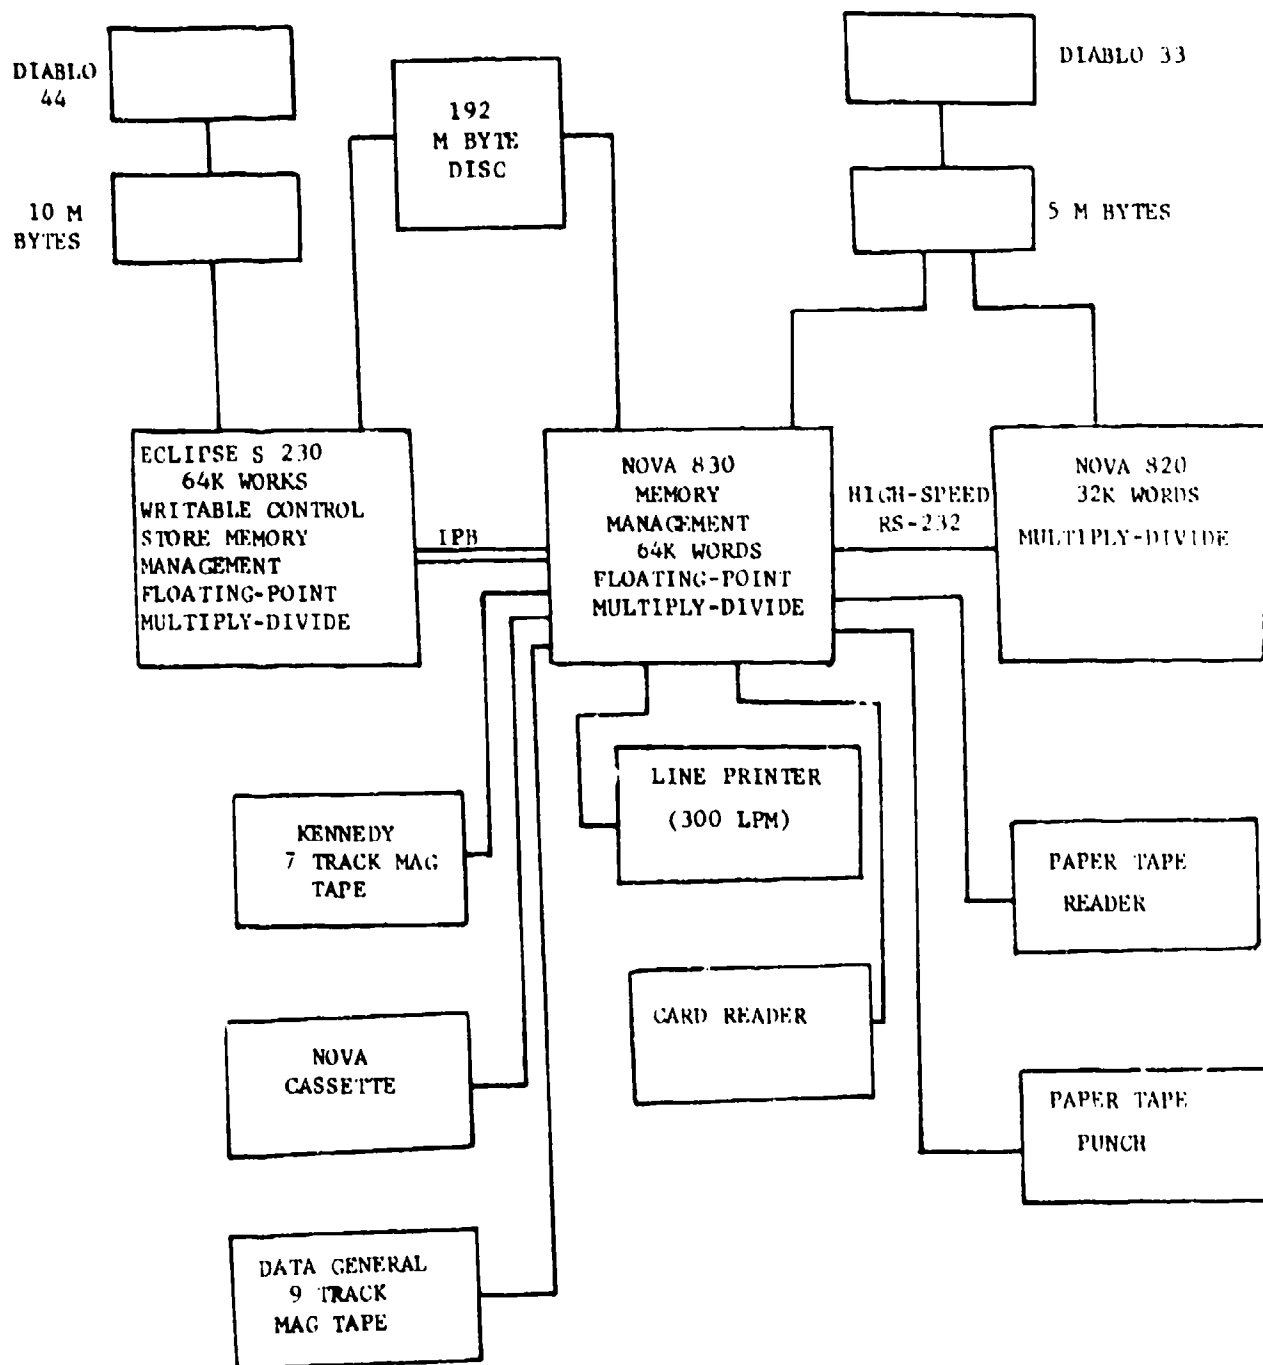 DIABLO
44
10 M
BYTES
192
M BYTE
DISC
DIABLO 33
5 M BYTES
ECLIPSE S 230
64K WORKS
WRITABLE CONTROL
STORE MEMORY
MANAGEMENT
FLOATING-POINT
MULTIPLY-DIVIDE
IPB
NOVA 830
MEMORY
MANAGEMENT
64K WORDS
FLOATING-POINT
MULTIPLY-DIVIDE
HIGH-SPEED
RS-232
NOVA 820
32K WORDS
MULTIPLY-DIVIDE
KENNEDY
7 TRACK MAG
TAPE
LINE PRINTER
(300 LPM)
PAPER TAPE
READER
NOVA
CASSETTE
CARD READER
PAPER TAPE
PUNCH
DATA GENERAL
9 TRACK
MAG TAPE